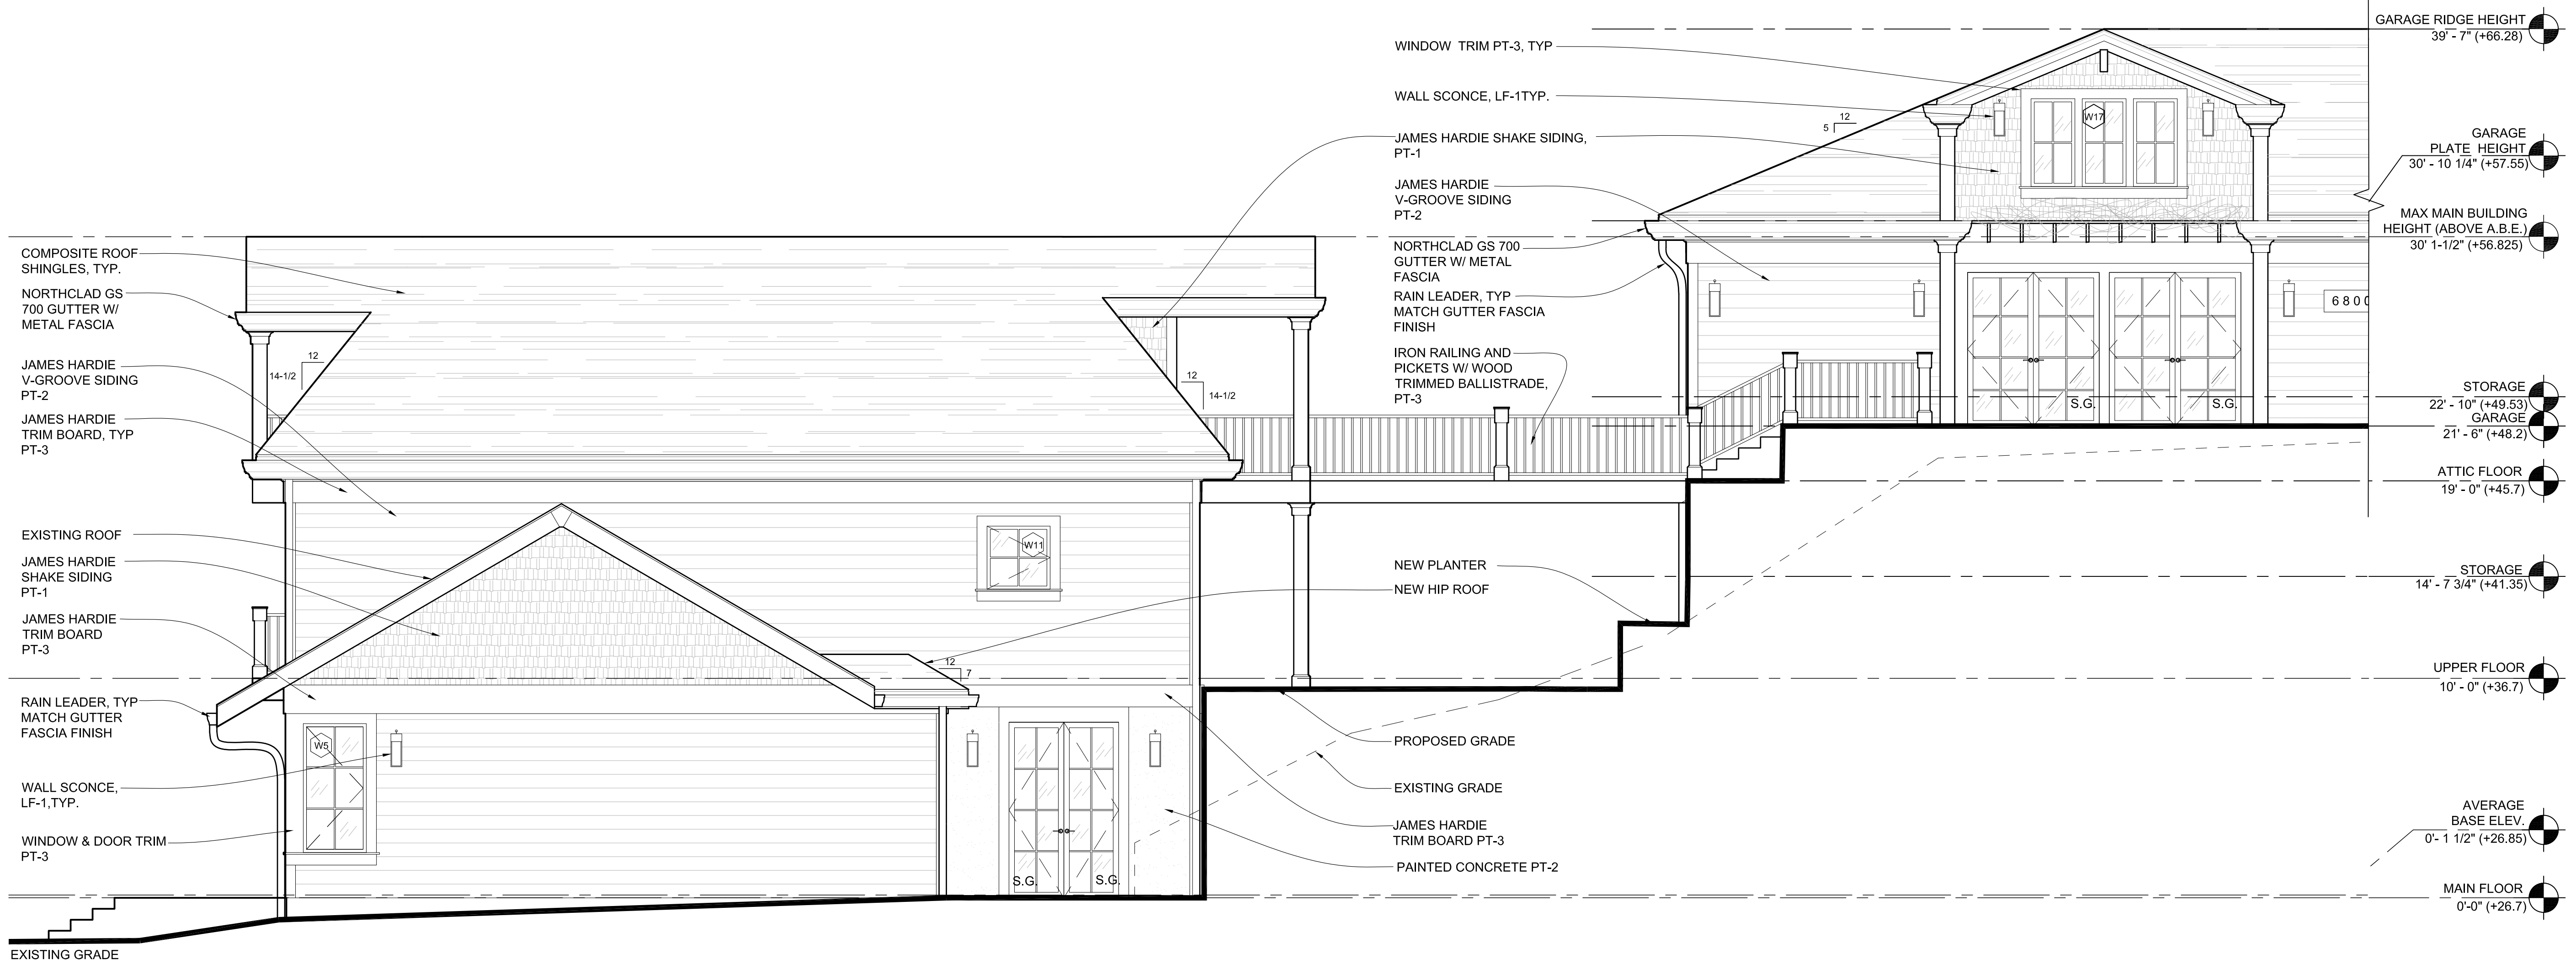 COMPOSITE ROOF
SHINGLES, TYP.
NORTHCLAD GS
700 GUTTER W/
METAL FASCIA
JAMES HARDIE
V-GROOVE SIDING
PT-2
JAMES HARDIE
TRIM BOARD, TYP
PT-3
EXISTING ROOF
JAMES HARDIE
SHAKE SIDING
PT-1
JAMES HARDIE
TRIM BOARD
PT-3
RAIN LEADER, TYP
MATCH GUTTER
FASCIA FINISH
WALL SCONCE,
LF-1,TYP.
WINDOW & DOOR TRIM
PT-3
EXISTING GRADE
12
14-1/2
12
14-1/2
W11
12
7
W5
S.G.
S.G.
WINDOW  TRIM PT-3, TYP
WALL SCONCE, LF-1TYP.
JAMES HARDIE SHAKE SIDING,
PT-1
JAMES HARDIE
V-GROOVE SIDING
PT-2
NORTHCLAD GS 700
GUTTER W/ METAL
FASCIA
RAIN LEADER, TYP
MATCH GUTTER FASCIA
FINISH
IRON RAILING AND
PICKETS W/ WOOD
TRIMMED BALLISTRADE,
PT-3
NEW PLANTER
NEW HIP ROOF
PROPOSED GRADE
EXISTING GRADE
JAMES HARDIE
TRIM BOARD PT-3
PAINTED CONCRETE PT-2
12
5
W17
6800
S.G.
S.G.
GARAGE RIDGE HEIGHT
39' - 7" (+66.28)
GARAGE
PLATE  HEIGHT
30' - 10 1/4" (+57.55)
MAX MAIN BUILDING
HEIGHT (ABOVE A.B.E.)
30' 1-1/2" (+56.825)
STORAGE
22' - 10" (+49.53)
GARAGE
21' - 6" (+48.2)
ATTIC FLOOR
19' - 0" (+45.7)
STORAGE
14' - 7 3/4" (+41.35)
UPPER FLOOR
10' - 0" (+36.7)
AVERAGE
BASE ELEV.
0'- 1 1/2" (+26.85)
MAIN FLOOR
0'-0" (+26.7)